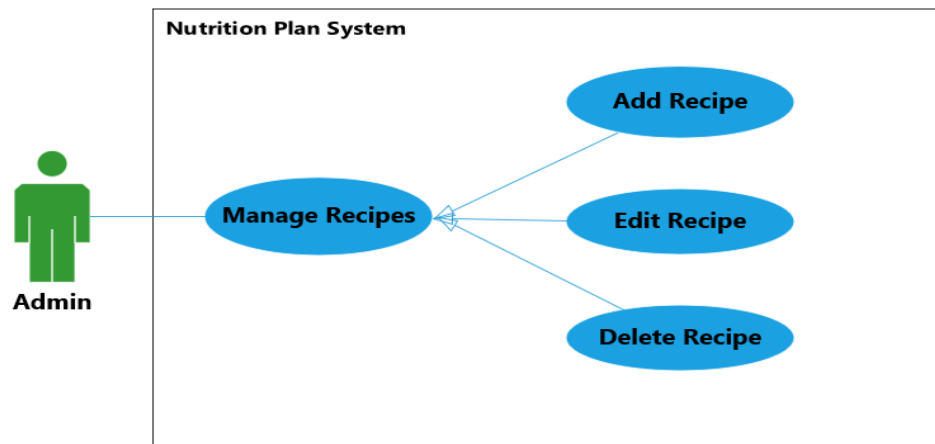 Nutrition Plan System
Add Recipe
Manage Recipes
Edit Recipe
Admin
Delete Recipe